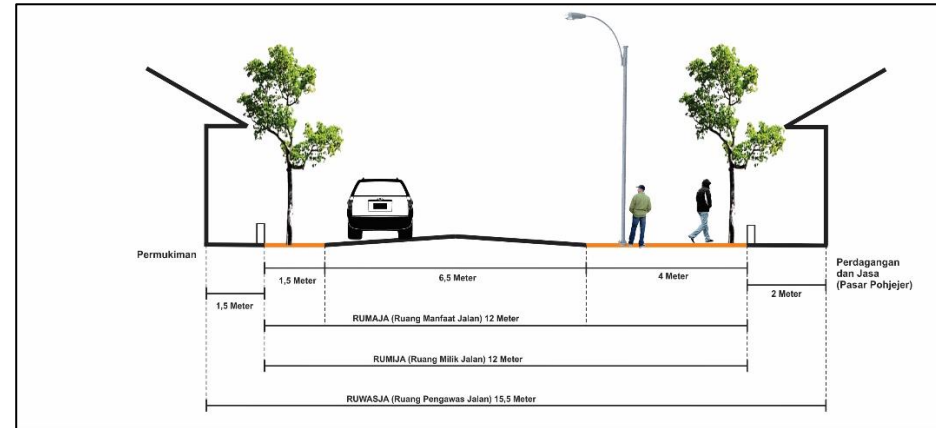 Permukiman
Perdagangan
dan Jasa
(Pasar Pohjejer)
1,5 Meter
6,5 Meter
4 Meter
1,5 Meter
2 Meter
RUMAJA (Ruang Manfaat Jalan) 12 Meter
RUMIJA (Ruang Milik Jalan) 12 Meter
RUWASJA (Ruang Pengawas Jalan) 15,5 Meter